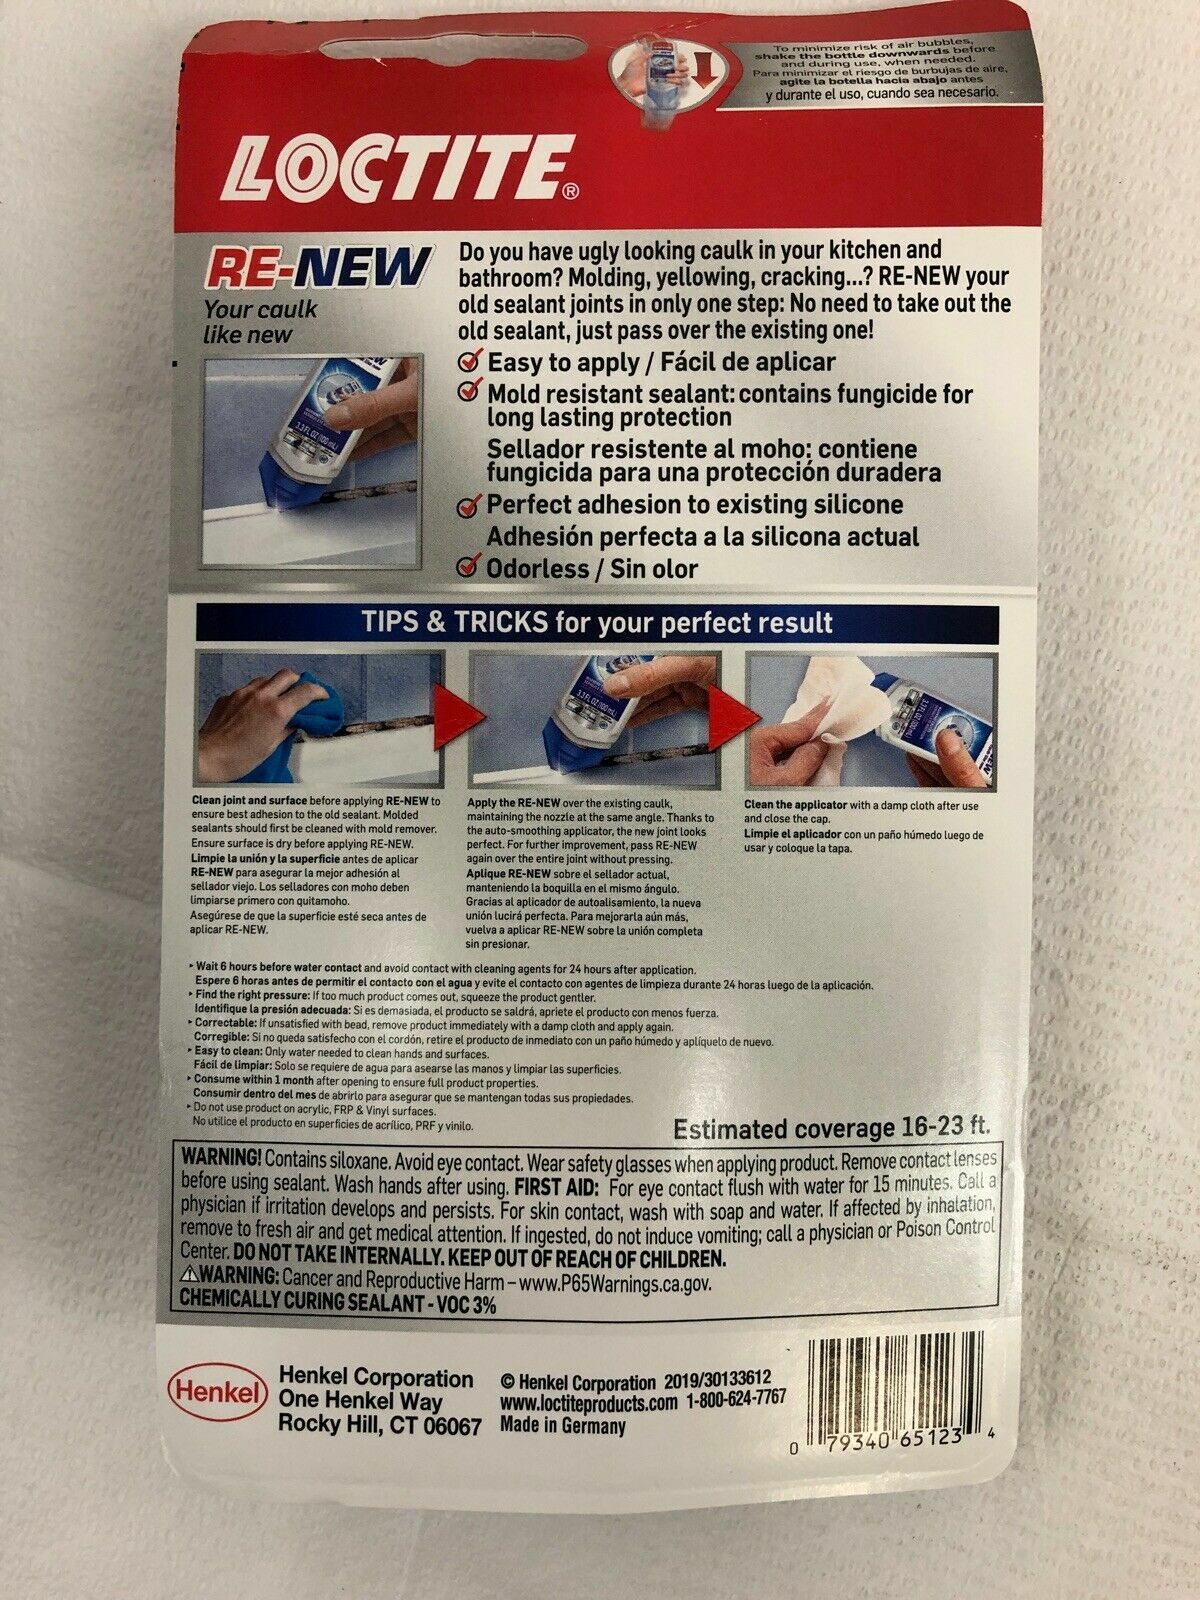 To minimize risk of air bubbles,
shake the bottle downwards before
and during use, when needed.
Para minimizar el riesgo de burbujas de aire,
agite la botella hacia abajo antes
y durante el uso, cuando sea necesario.
LOCTITE®
RE-NEW
Your caulk
like new
Do you have ugly looking caulk in your kitchen and
bathroom? Molding, yellowing, cracking...? RE-NEW your
old sealant joints in only one step: No need to take out the
old sealant, just pass over the existing one!
Easy to apply / Fácil de aplicar
Mold resistant sealant: contains fungicide for
long lasting protection
Sellador resistente al moho: contiene
fungicida para una protección duradera
Perfect adhesion to existing silicone
Adhesión perfecta a la silicona actual
Odorless / Sin olor
3.3 FL OZ (100 mL)
TIPS & TRICKS for your perfect result
3.3 FL OZ (100 mL)
3.3 FL OZ (100 mL)
Clean joint and surface before applying RE-NEW to
ensure best adhesion to the old sealant. Molded
sealants should first be cleaned with mold remover.
Ensure surface is dry before applying RE-NEW.
Limpie la unión y la superficie antes de aplicar
RE-NEW para asegurar la mejor adhesión al
sellador viejo. Los selladores con moho deben
limpiarse primero con quitamoho.
Asegúrese de que la superficie esté seca antes de
aplicar RE-NEW.
Apply the RE-NEW over the existing caulk,
maintaining the nozzle at the same angle. Thanks to
the auto-smoothing applicator, the new joint looks
perfect. For further improvement, pass RE-NEW
again over the entire joint without pressing.
Aplique RE-NEW sobre el sellador actual,
manteniendo la boquilla en el mismo ángulo.
Gracias al aplicador de autoalisamiento, la nueva
unión lucirá perfecta. Para mejorarla aún más,
vuelva a aplicar RE-NEW sobre la unión completa
sin presionar.
Clean the applicator with a damp cloth after use
and close the cap.
Limpie el aplicador con un paño húmedo luego de
usar y coloque la tapa.
‣ Wait 6 hours before water contact and avoid contact with cleaning agents for 24 hours after application.
Espere 6 horas antes de permitir el contacto con el agua y evite el contacto con agentes de limpieza durante 24 horas luego de la aplicación.
‣ Find the right pressure: If too much product comes out, squeeze the product gentler.
Identifique la presión adecuada: Si es demasiada, el producto se saldrá, apriete el producto con menos fuerza.
‣ Correctable: If unsatisfied with bead, remove product immediately with a damp cloth and apply again.
Corregible: Si no queda satisfecho con el cordón, retire el producto de inmediato con un paño húmedo y aplíquelo de nuevo.
‣ Easy to clean: Only water needed to clean hands and surfaces.
Fácil de limpiar: Solo se requiere de agua para asearse las manos y limpiar las superficies.
‣ Consume within 1 month after opening to ensure full product properties.
Consumir dentro del mes de abrirlo para asegurar que se mantengan todas sus propiedades.
‣ Do not use product on acrylic, FRP & Vinyl surfaces.
No utilice el producto en superficies de acrílico, PRF y vinilo.
Estimated coverage 16-23 ft.
WARNING! Contains siloxane. Avoid eye contact. Wear safety glasses when applying product. Remove contact lenses
before using sealant. Wash hands after using. FIRST AID: For eye contact flush with water for 15 minutes. Call a
physician if irritation develops and persists. For skin contact, wash with soap and water. If affected by inhalation,
remove to fresh air and get medical attention. If ingested, do not induce vomiting; call a physician or Poison Control
Center. DO NOT TAKE INTERNALLY. KEEP OUT OF REACH OF CHILDREN.
⚠WARNING: Cancer and Reproductive Harm – www.P65Warnings.ca.gov.
CHEMICALLY CURING SEALANT - VOC 3%
Henkel
Henkel Corporation
One Henkel Way
Rocky Hill, CT 06067
© Henkel Corporation 2019/30133612
www.loctiteproducts.com 1-800-624-7767
Made in Germany
0 79340 65123 4